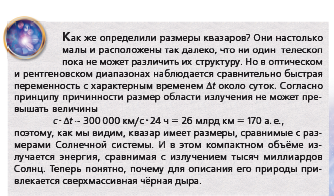 Как же определили размеры квазаров? Они настолько
малы и расположены так далеко, что ни один телескоп
пока не может различить их структуру. Но в оптическом
и рентгеновском диапазонах наблюдается сравнительно быстрая
переменность с характерным временем Δt около суток. Согласно
принципу причинности размер области излучения не может пре-
вышать величины
c·Δt ~ 300 000 км/с·24 ч = 26 млрд км = 170 а. е.,
поэтому, как мы видим, квазар имеет размеры, сравнимые с раз-
мерами Солнечной системы. И в этом компактном объёме из-
лучается энергия, сравнимая с излучением тысяч миллиардов
Солнц. Теперь понятно, почему для описания его природы при-
влекается сверхмассивная чёрная дыра.